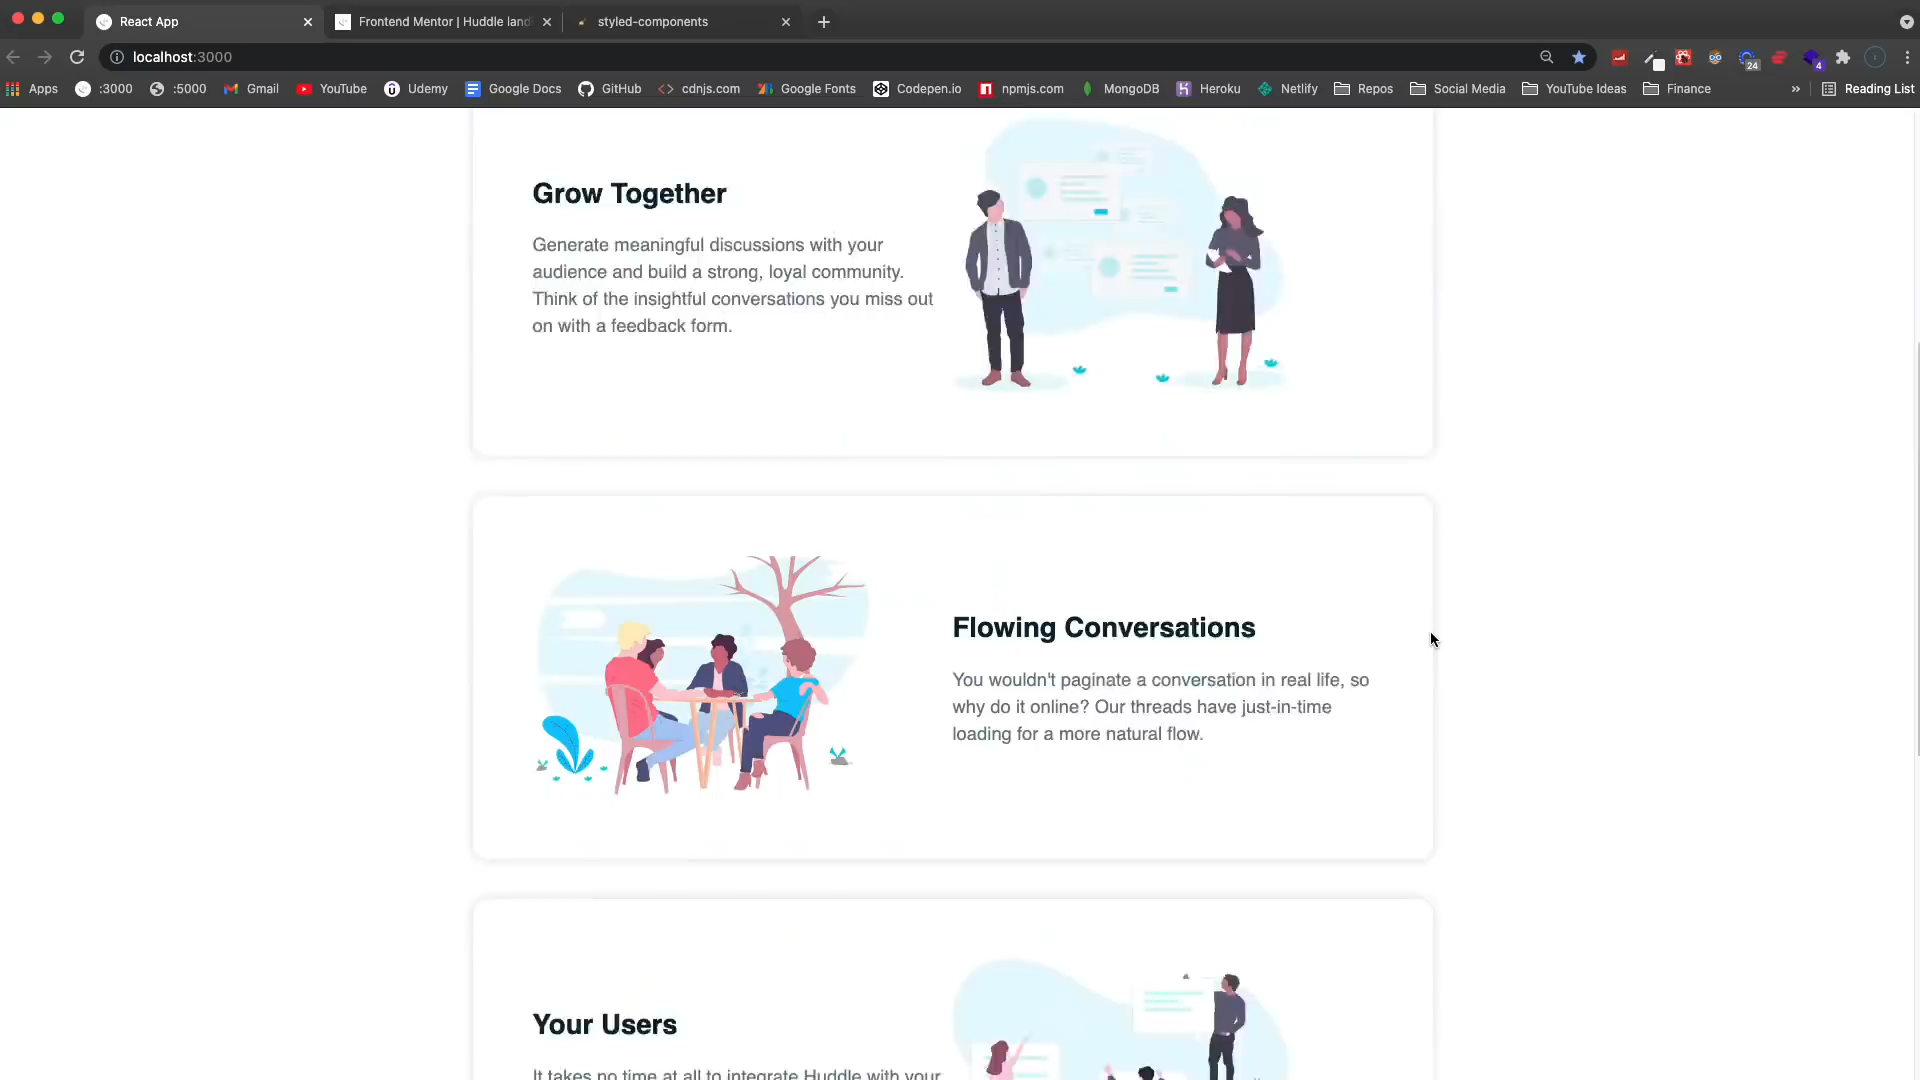 React App
Frontend Mentor | Huddle land
styled-components
localhost:3000
Apps
:3000
:5000
Gmail
YouTube
Udemy
Google Docs
GitHub
cdnjs.com
Google Fonts
Codepen.io
npmjs.com
MongoDB
Heroku
Netlify
Repos
Social Media
YouTube Ideas
Finance
»
Reading List
24
4
Grow Together
Generate meaningful discussions with your
audience and build a strong, loyal community.
Think of the insightful conversations you miss out
on with a feedback form.
Flowing Conversations
You wouldn't paginate a conversation in real life, so
why do it online? Our threads have just-in-time
loading for a more natural flow.
Your Users
It takes no time at all to integrate Huddle with your